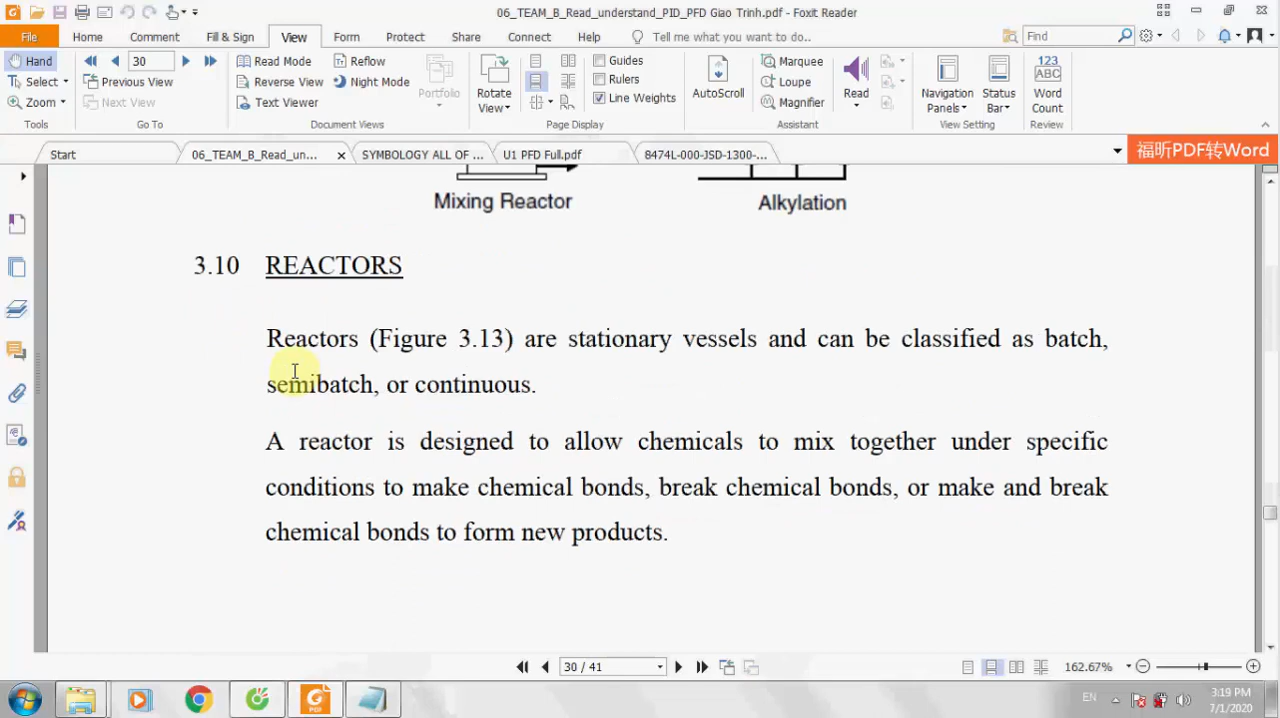 06_TEAM_B_Read_understand_PID_PFD Giao Trinh.pdf - Foxit Reader
File Home Comment Fill & Sign View Form Protect Share Connect Help Tell me what you want to do... Find
Hand 30 Read Mode Reflow Guides Marquee 123
Select Previous View Reverse View Night Mode Portfolio Rotate Rulers AutoScroll Loupe Read Navigation Status Word
Zoom Next View Text Viewer View Line Weights Magnifier Panels Bar Count
Tools Go To Document Views Page Display Assistant View Setting Review
ABC
Start 06_TEAM_B_Read_un... SYMBOLOGY ALL OF ... U1 PFD Full.pdf 8474L-000-JSD-1300-... 福昕PDF转Word
Mixing Reactor Alkylation
3.10 REACTORS
Reactors (Figure 3.13) are stationary vessels and can be classified as batch,
semibatch, or continuous.
A reactor is designed to allow chemicals to mix together under specific
conditions to make chemical bonds, break chemical bonds, or make and break
chemical bonds to form new products.
30 / 41 162.67%
EN 3:19 PM
7/1/2020